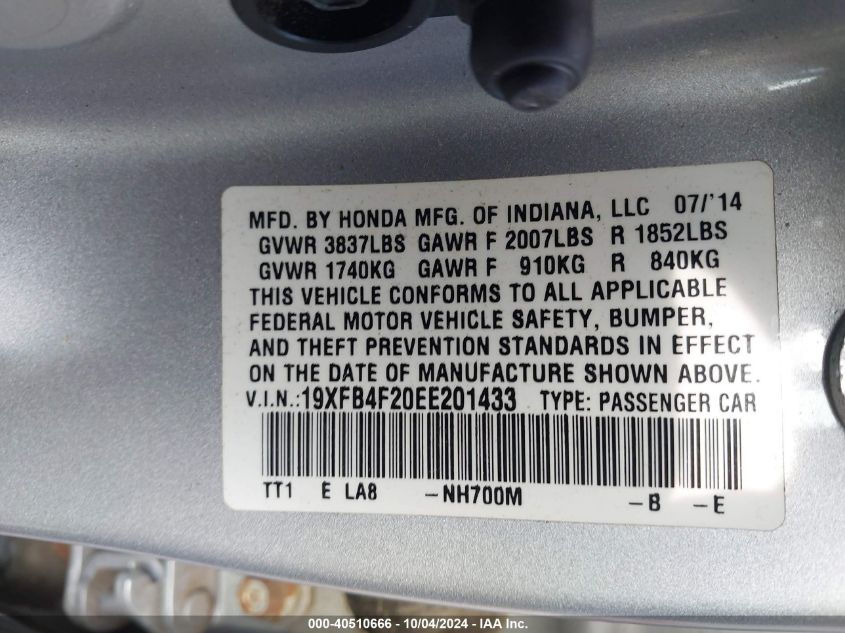 MFD. BY HONDA MFG. OF INDIANA, LLC 07/'14
GVWR 3837LBS GAWR F 2007LBS R 1852LBS
GVWR 1740KG GAWR F 910KG R 840KG
THIS VEHICLE CONFORMS TO ALL APPLICABLE
FEDERAL MOTOR VEHICLE SAFETY, BUMPER,
AND THEFT PREVENTION STANDARDS IN EFFECT
ON THE DATE OF MANUFACTURE SHOWN ABOVE.
V.I.N.:19XFB4F20EE201433 TYPE: PASSENGER CAR
TT1 E LA8 -NH700M -B -E
000-40510666 - 10/04/2024 - IAA Inc.